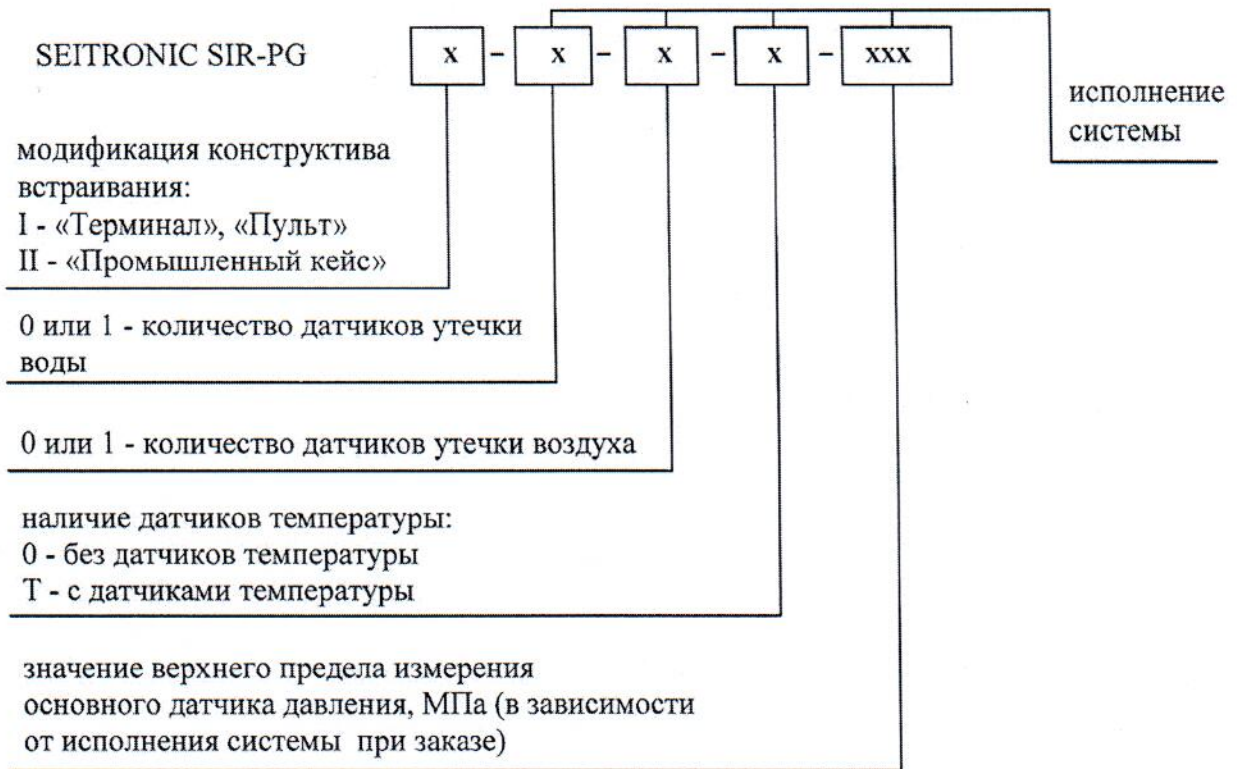 SEITRONIC SIR-PG x - x - x - x - xxx
исполнение
системы
модификация конструктива
встраивания:
I - «Терминал», «Пульт»
II - «Промышленный кейс»
0 или 1 - количество датчиков утечки
воды
0 или 1 - количество датчиков утечки воздуха
наличие датчиков температуры:
0 - без датчиков температуры
Т - с датчиками температуры
значение верхнего предела измерения
основного датчика давления, МПа (в зависимости
от исполнения системы при заказе)